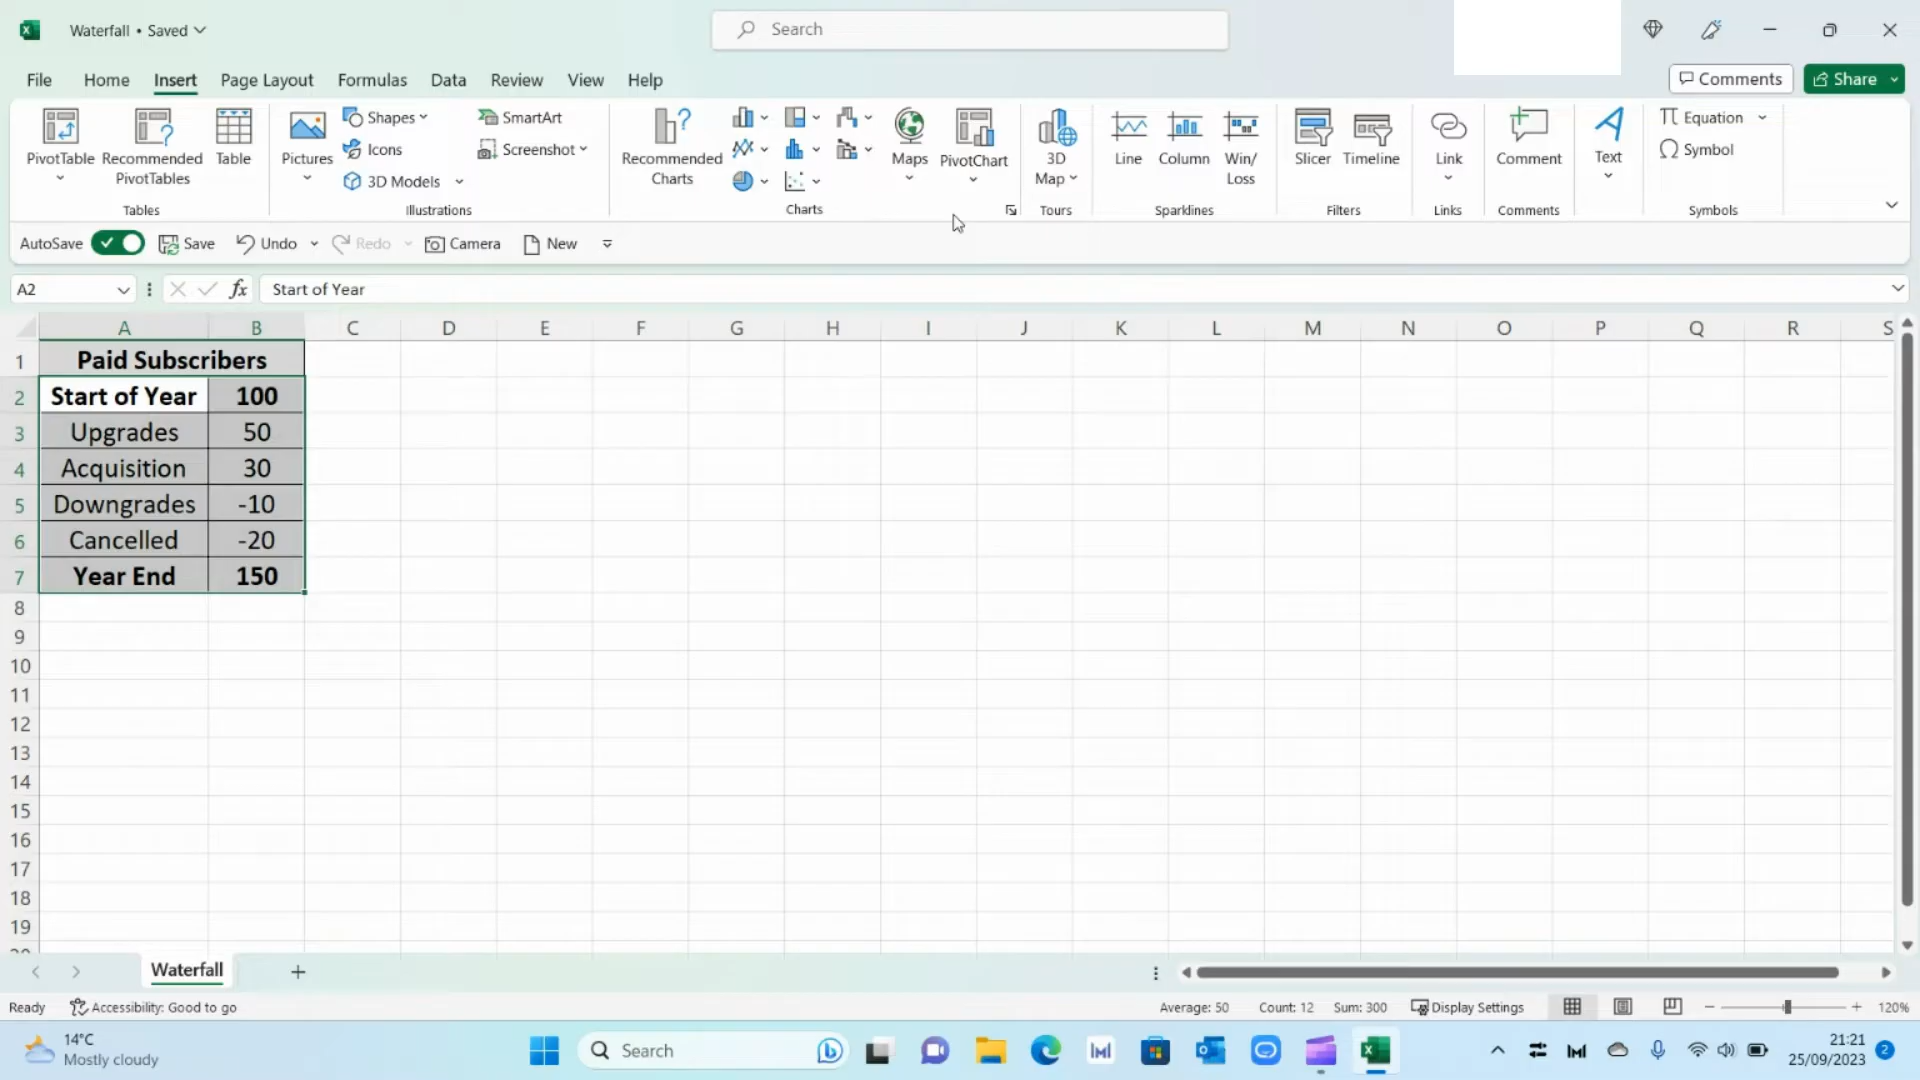 Waterfall • Saved
Search
File Home Insert Page Layout Formulas Data Review View Help
Comments Share
PivotTable
Recommended
PivotTables
Table
Tables
Pictures
Shapes
Icons
3D Models
SmartArt
Screenshot
Illustrations
Recommended
Charts
Maps
PivotChart
Charts
3D
Map
Tours
Line
Column
Win/
Loss
Sparklines
Slicer
Timeline
Filters
Link
Links
Comment
Comments
Text
Equation
Symbol
Symbols
AutoSave Save Undo Redo Camera New
A2 fx Start of Year
A B C D E F G H I J K L M N O P Q R S
1 Paid Subscribers
2 Start of Year 100
3 Upgrades 50
4 Acquisition 30
5 Downgrades -10
6 Cancelled -20
7 Year End 150
8
9
10
11
12
13
14
15
16
17
18
19
Waterfall
Ready Accessibility: Good to go Average: 50 Count: 12 Sum: 300 Display Settings 120%
14°C
Mostly cloudy
Search
21:21
25/09/2023
2